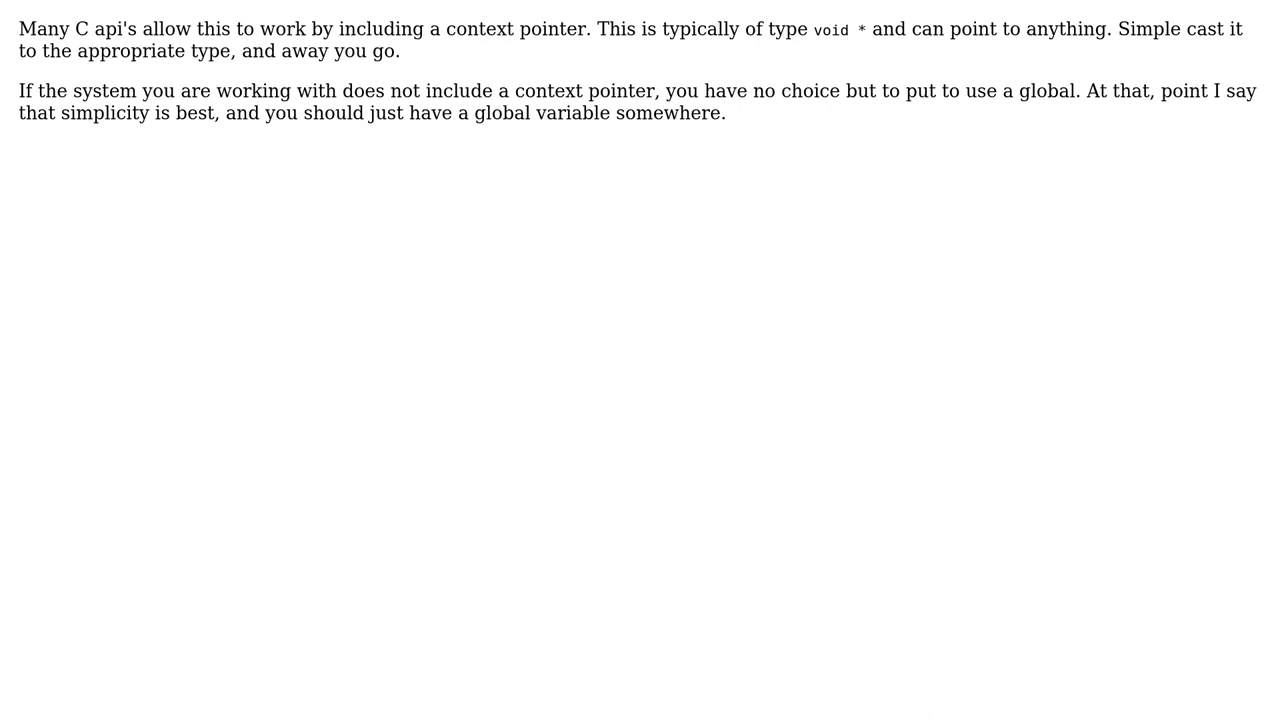 Many C api's allow this to work by including a context pointer. This is typically of type void * and can point to anything. Simple cast it
to the appropriate type, and away you go.
If the system you are working with does not include a context pointer, you have no choice but to put to use a global. At that, point I say
that simplicity is best, and you should just have a global variable somewhere.